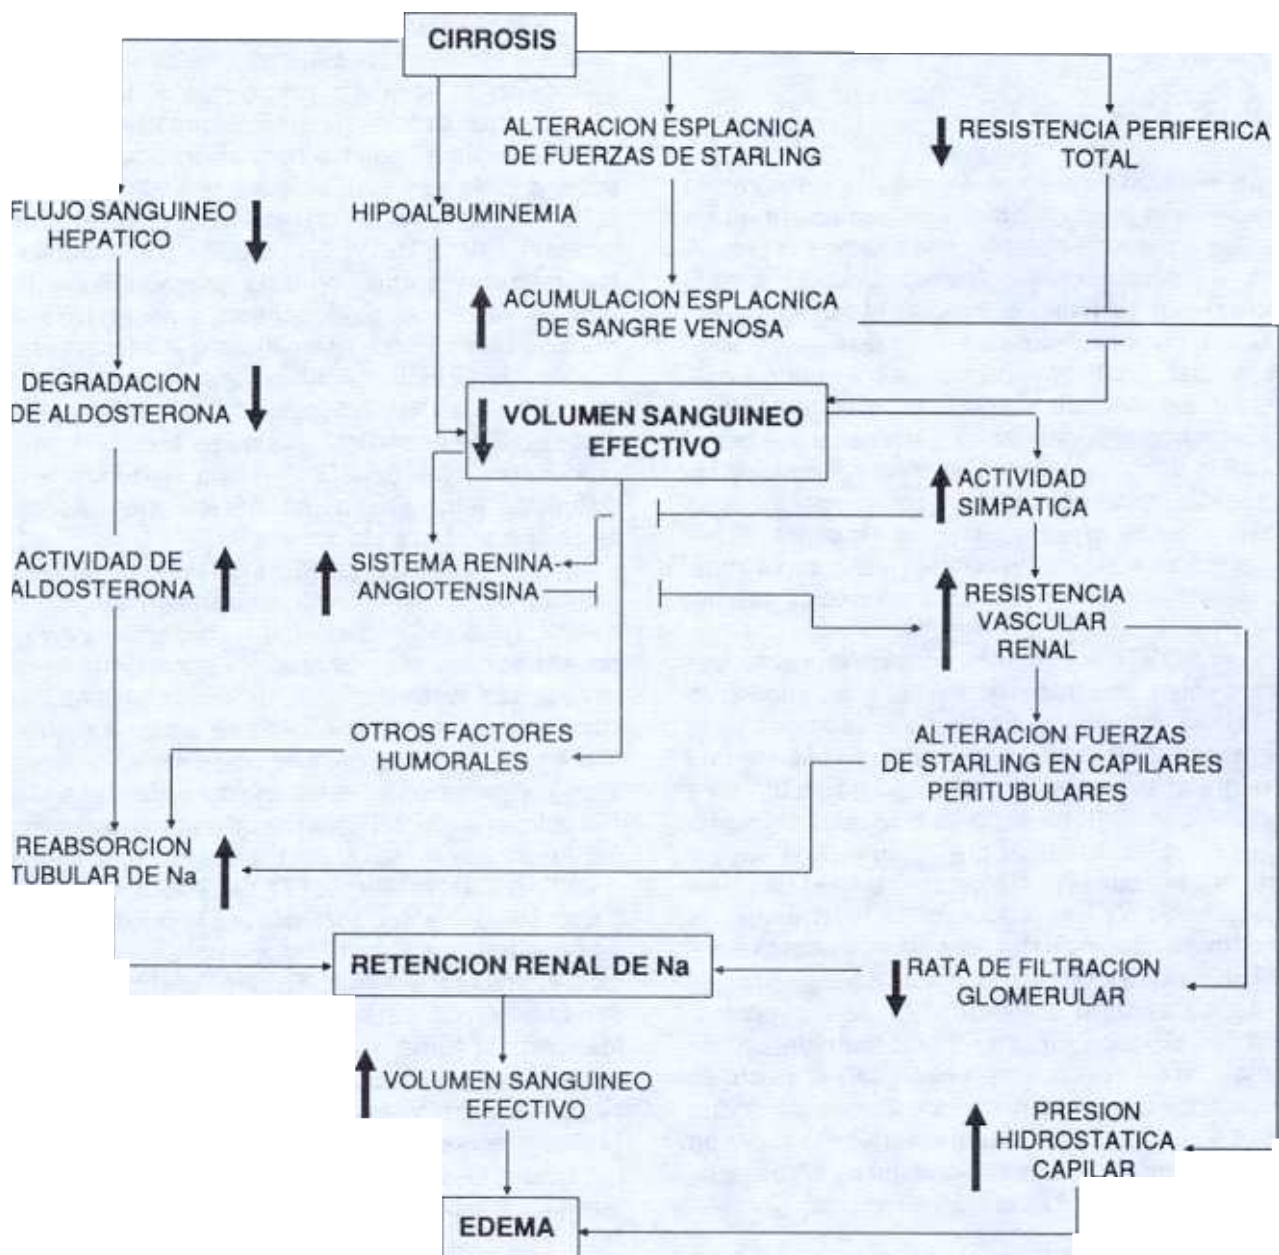 CIRROSIS
ALTERACION ESPLACNICA
DE FUERZAS DE STARLING
RESISTENCIA PERIFERICA
TOTAL
FLUJO SANGUINEO
HEPATICO
HIPOALBUMINEMIA
ACUMULACION ESPLACNICA
DE SANGRE VENOSA
DEGRADACION
DE ALDOSTERONA
VOLUMEN SANGUINEO
EFECTIVO
ACTIVIDAD
SIMPATICA
ACTIVIDAD DE
ALDOSTERONA
SISTEMA RENINA
ANGIOTENSINA
RESISTENCIA
VASCULAR
RENAL
OTROS FACTORES
HUMORALES
ALTERACION FUERZAS
DE STARLING EN CAPILARES
PERITUBULARES
REABSORCION
TUBULAR DE Na
RETENCION RENAL DE Na
RATA DE FILTRACION
GLOMERULAR
VOLUMEN SANGUINEO
EFECTIVO
PRESION
HIDROSTATICA
CAPILAR
EDEMA